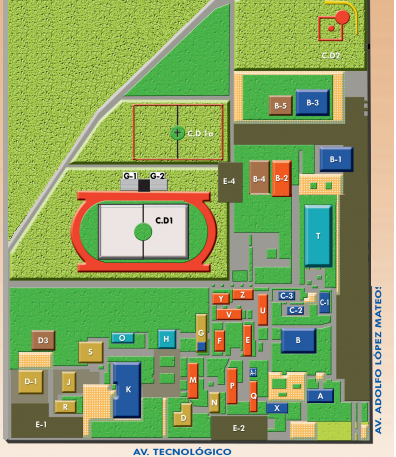 C.D2
B-5 B-3
C.D.1a
B-1
G-1 G-2
E-4 B-4 B-2
C.D1
T
Y Z C-3 C-1
V U C-2
G
D3 O H F E B
S
D-1 J K M P A
R N Q X
D
E-1 E-2
AV. TECNOLÓGICO
AV. ADOLFO LÓPEZ MATEOS